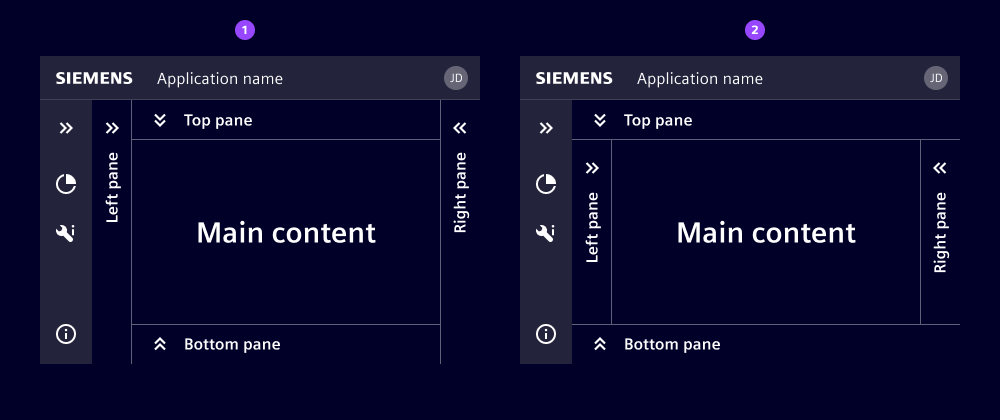 1
SIEMENS Application name JD
Top pane
Left pane
Main content
Right pane
Bottom pane
2
SIEMENS Application name JD
Top pane
Left pane
Main content
Right pane
Bottom pane